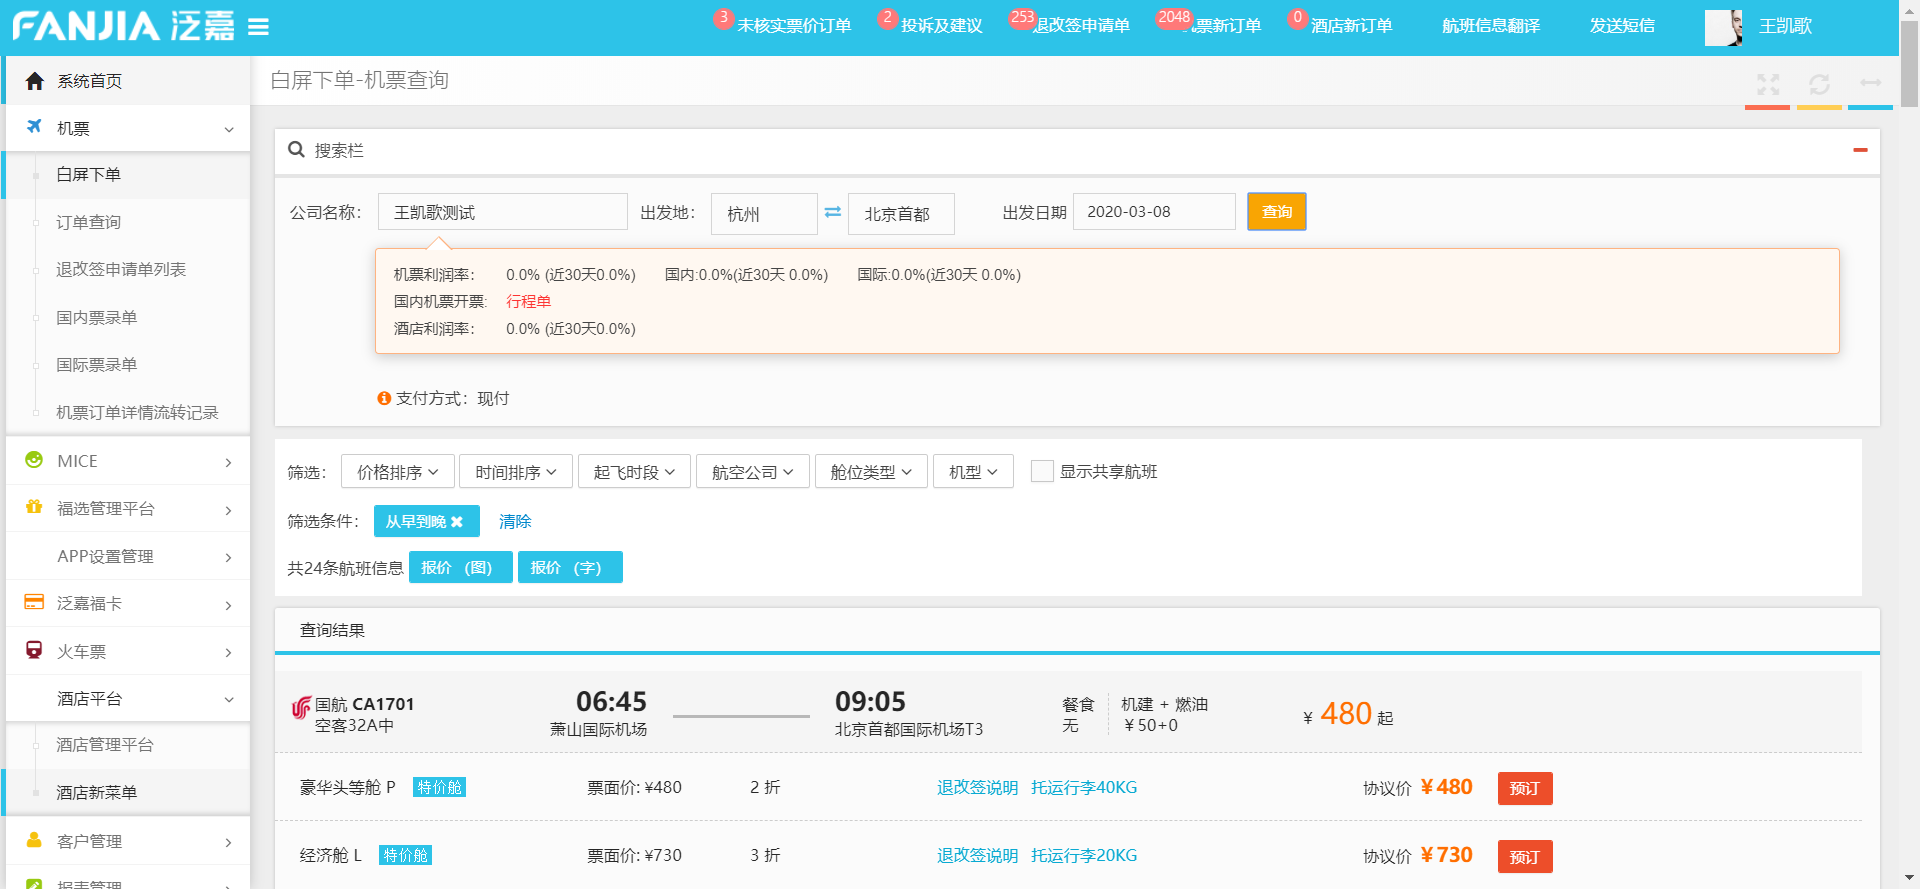 FANJIA 泛嘉
3 未核实票价订单
2 投诉及建议
253 退改签申请单
2048 票新订单
0 酒店新订单
航班信息翻译
发送短信
王凯歌
系统首页
机票
白屏下单
订单查询
退改签申请单列表
国内票录单
国际票录单
机票订单详情流转记录
MICE
福选管理平台
APP设置管理
泛嘉福卡
火车票
酒店平台
酒店管理平台
酒店新菜单
客户管理
报表管理
白屏下单-机票查询
搜索栏
公司名称： 王凯歌测试 出发地： 杭州 北京首都 出发日期 2020-03-08 查询
机票利润率： 0.0% (近30天0.0%) 国内:0.0%(近30天 0.0%) 国际:0.0%(近30天 0.0%)
国内机票开票: 行程单
酒店利润率： 0.0% (近30天0.0%)
支付方式：现付
筛选： 价格排序 时间排序 起飞时段 航空公司 舱位类型 机型 显示共享航班
筛选条件： 从早到晚 清除
共24条航班信息 报价 （图） 报价 （字）
查询结果
国航 CA1701 06:45 09:05 餐食 机建 + 燃油 ¥ 480 起
空客32A中 萧山国际机场 北京首都国际机场T3 无 ¥50+0
豪华头等舱 P 特价舱 票面价: ¥480 2 折 退改签说明 托运行李40KG 协议价 ¥480 预订
经济舱 L 特价舱 票面价: ¥730 3 折 退改签说明 托运行李20KG 协议价 ¥730 预订